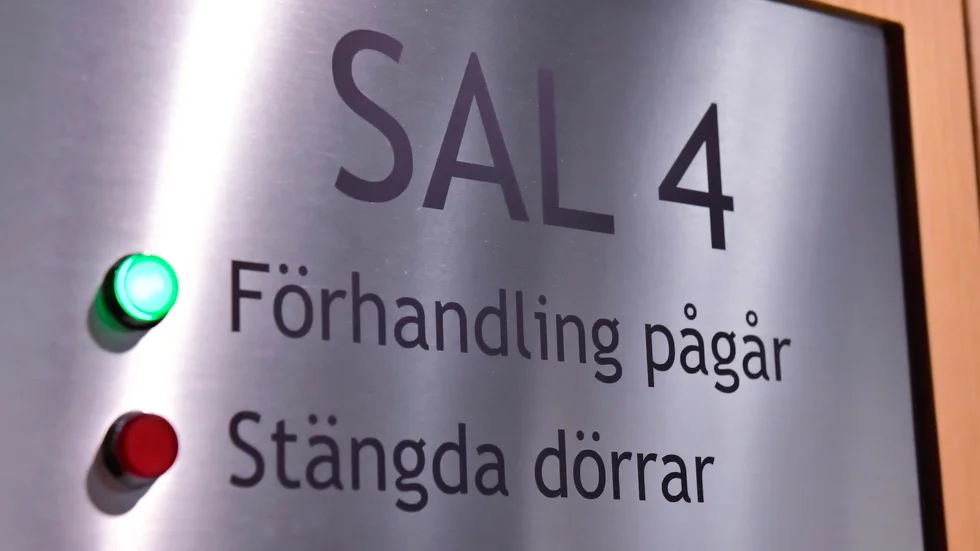 SAL 4
Förhandling pågår
Stängda dörrar